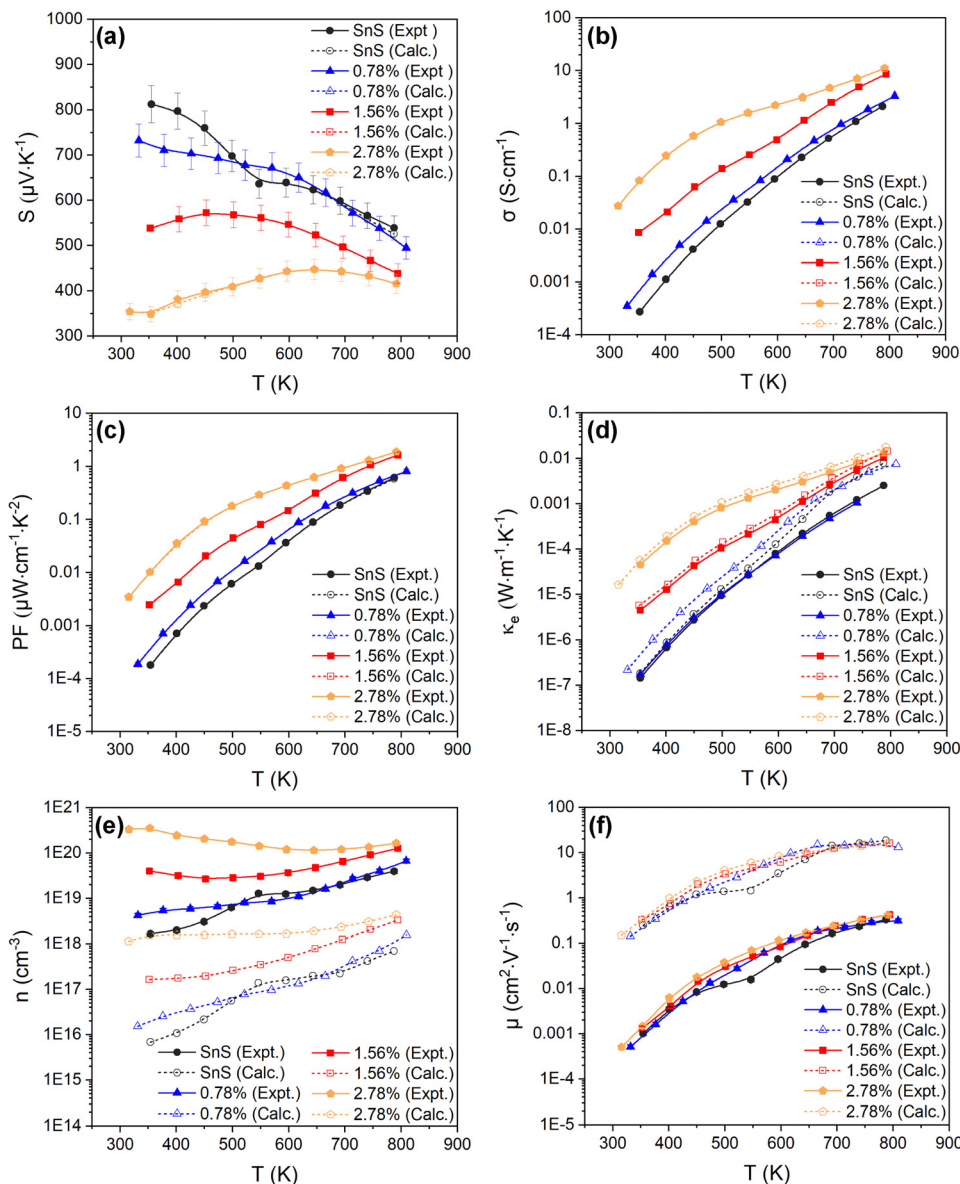 (a)
1000
900
800
700
600
500
400
300
S (µV·K⁻¹)
300 400 500 600 700 800 900
T (K)
SnS (Expt )
SnS (Calc.)
0.78% (Expt )
0.78% (Calc.)
1.56% (Expt )
1.56% (Calc.)
2.78% (Expt )
2.78% (Calc.)
(b)
100
10
1
0.1
0.01
0.001
1E-4
σ (S·cm⁻¹)
300 400 500 600 700 800 900
T (K)
SnS (Expt.)
SnS (Calc.)
0.78% (Expt.)
0.78% (Calc.)
1.56% (Expt.)
1.56% (Calc.)
2.78% (Expt.)
2.78% (Calc.)
(c)
10
1
0.1
0.01
0.001
1E-4
1E-5
PF (µW·cm⁻¹·K⁻²)
300 400 500 600 700 800 900
T (K)
SnS (Expt.)
SnS (Calc.)
0.78% (Expt.)
0.78% (Calc.)
1.56% (Expt.)
1.56% (Calc.)
2.78% (Expt.)
2.78% (Calc.)
(d)
0.1
0.01
0.001
1E-4
1E-5
1E-6
1E-7
1E-8
κₑ (W·m⁻¹·K⁻¹)
300 400 500 600 700 800 900
T (K)
SnS (Expt.)
SnS (Calc.)
0.78% (Expt.)
0.78% (Calc.)
1.56% (Expt.)
1.56% (Calc.)
2.78% (Expt.)
2.78% (Calc.)
(e)
1E21
1E20
1E19
1E18
1E17
1E16
1E15
1E14
n (cm⁻³)
300 400 500 600 700 800 900
T (K)
SnS (Expt.)
SnS (Calc.)
0.78% (Expt.)
0.78% (Calc.)
1.56% (Expt.)
1.56% (Calc.)
2.78% (Expt.)
2.78% (Calc.)
(f)
100
10
1
0.1
0.01
0.001
1E-4
1E-5
µ (cm²·V⁻¹·s⁻¹)
300 400 500 600 700 800 900
T (K)
SnS (Expt.)
SnS (Calc.)
0.78% (Expt.)
0.78% (Calc.)
1.56% (Expt.)
1.56% (Calc.)
2.78% (Expt.)
2.78% (Calc.)